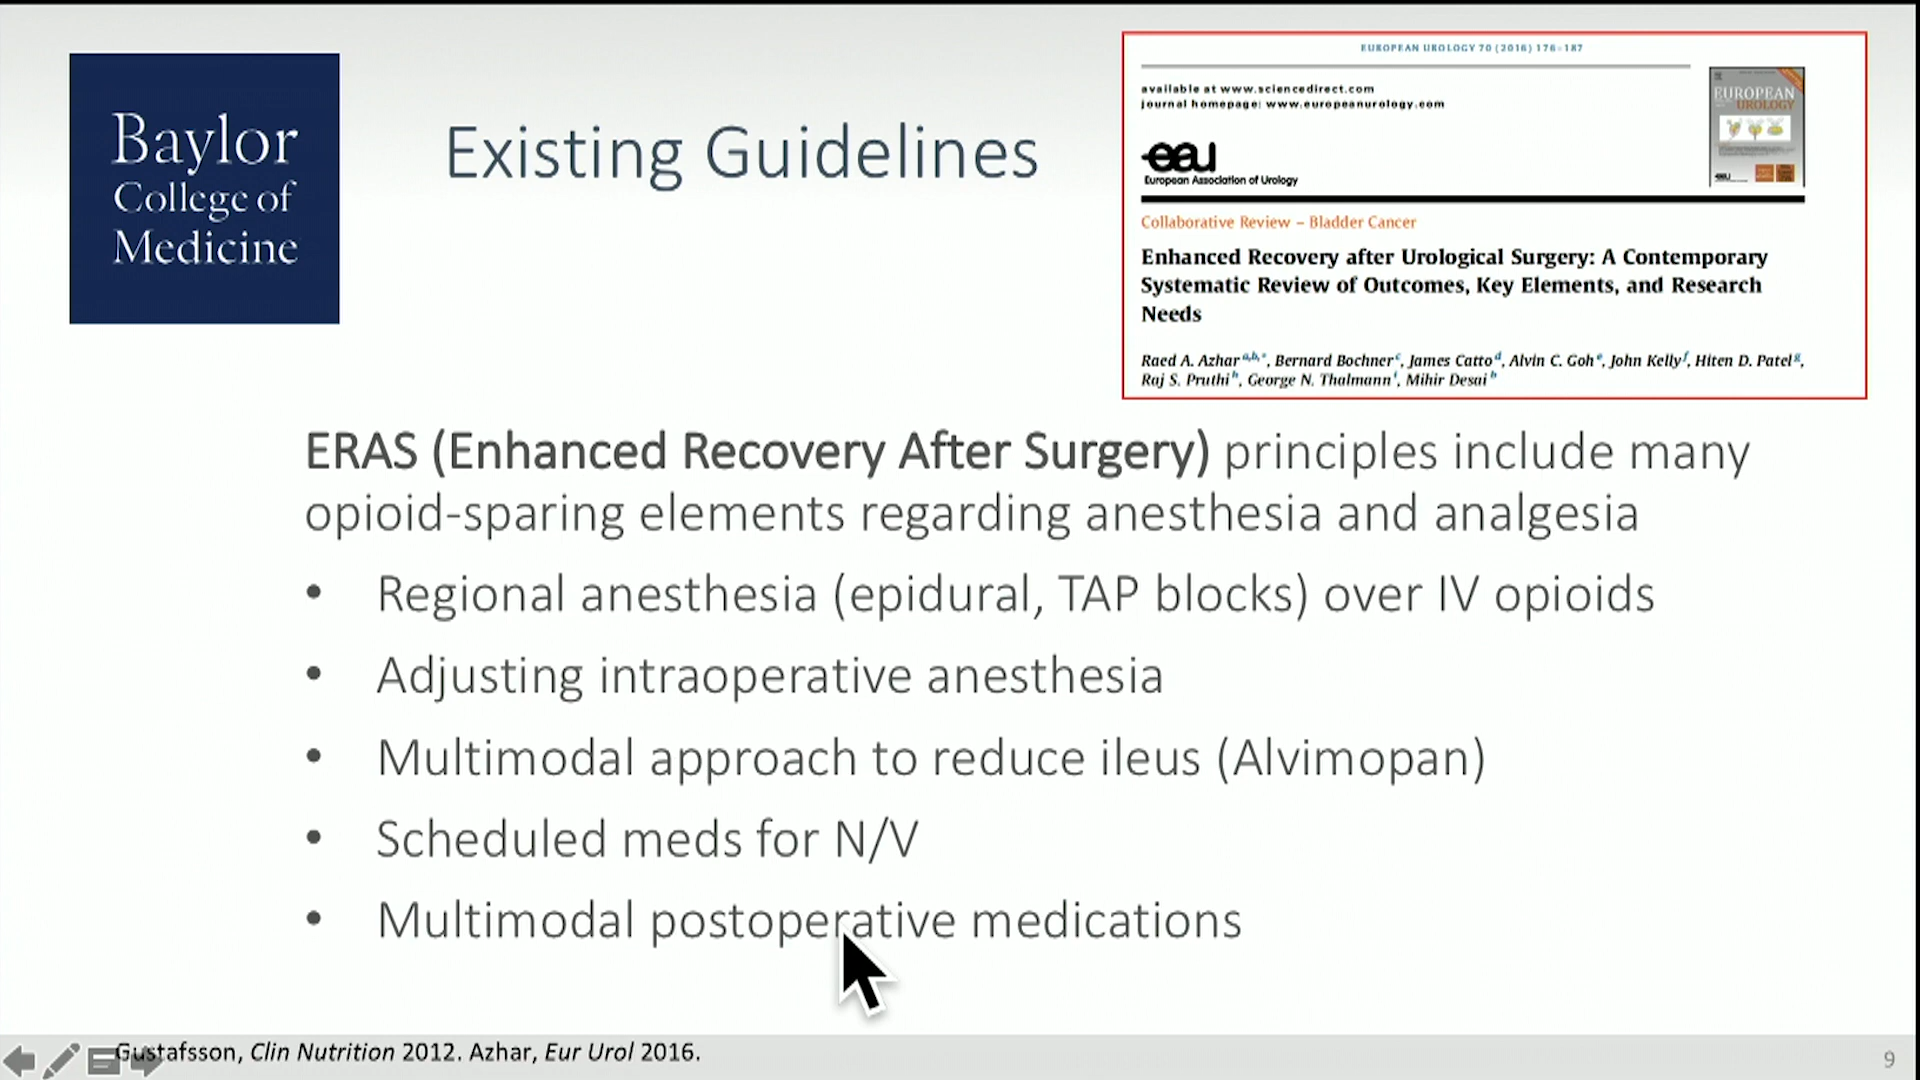 Baylor
College of
Medicine
Existing Guidelines
EUROPEAN UROLOGY 70 (2016) 176–187
available at www.sciencedirect.com
journal homepage: www.europeanurology.com
eau
European Association of Urology
EUROPEAN
UROLOGY
Collaborative Review – Bladder Cancer
Enhanced Recovery after Urological Surgery: A Contemporary
Systematic Review of Outcomes, Key Elements, and Research
Needs
Raed A. Azhar a,b,*, Bernard Bochner c, James Catto d, Alvin C. Goh e, John Kelly f, Hiten D. Patel g,
Raj S. Pruthi h, George N. Thalmann i, Mihir Desai b
ERAS (Enhanced Recovery After Surgery) principles include many
opioid-sparing elements regarding anesthesia and analgesia
• Regional anesthesia (epidural, TAP blocks) over IV opioids
• Adjusting intraoperative anesthesia
• Multimodal approach to reduce ileus (Alvimopan)
• Scheduled meds for N/V
• Multimodal postoperative medications
Gustafsson, Clin Nutrition 2012. Azhar, Eur Urol 2016.
9